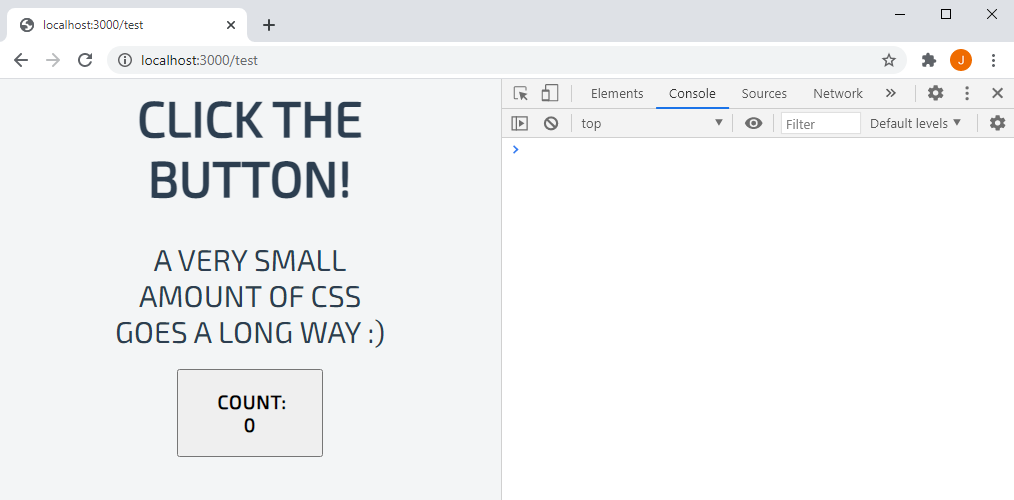 localhost:3000/test
localhost:3000/test
J
CLICK THE
BUTTON!
A VERY SMALL
AMOUNT OF CSS
GOES A LONG WAY :)
COUNT:
0
Elements Console Sources Network »
top Filter Default levels